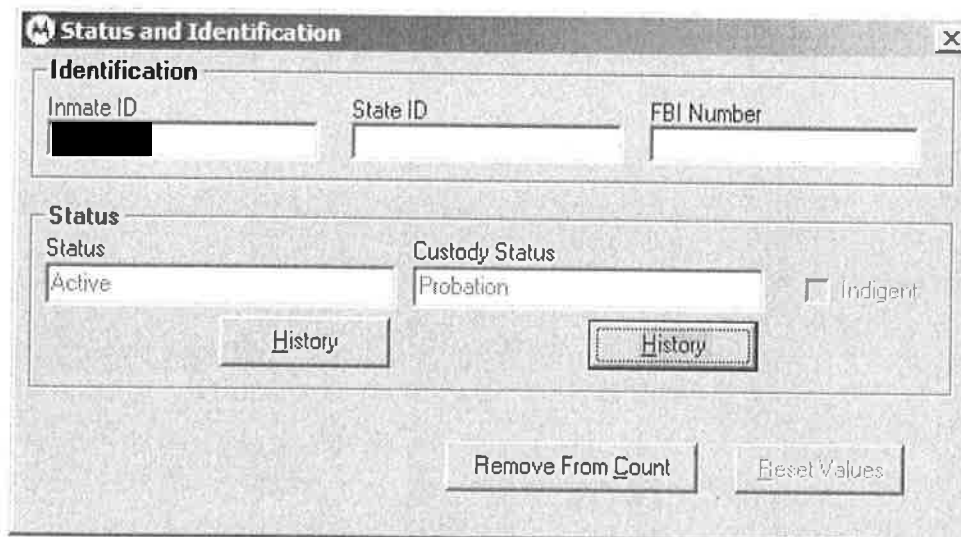 Status and Identification
Identification
Inmate ID State ID FBI Number
Status
Status Custody Status
Active Probation Indigent
History History
Remove From Count Reset Values